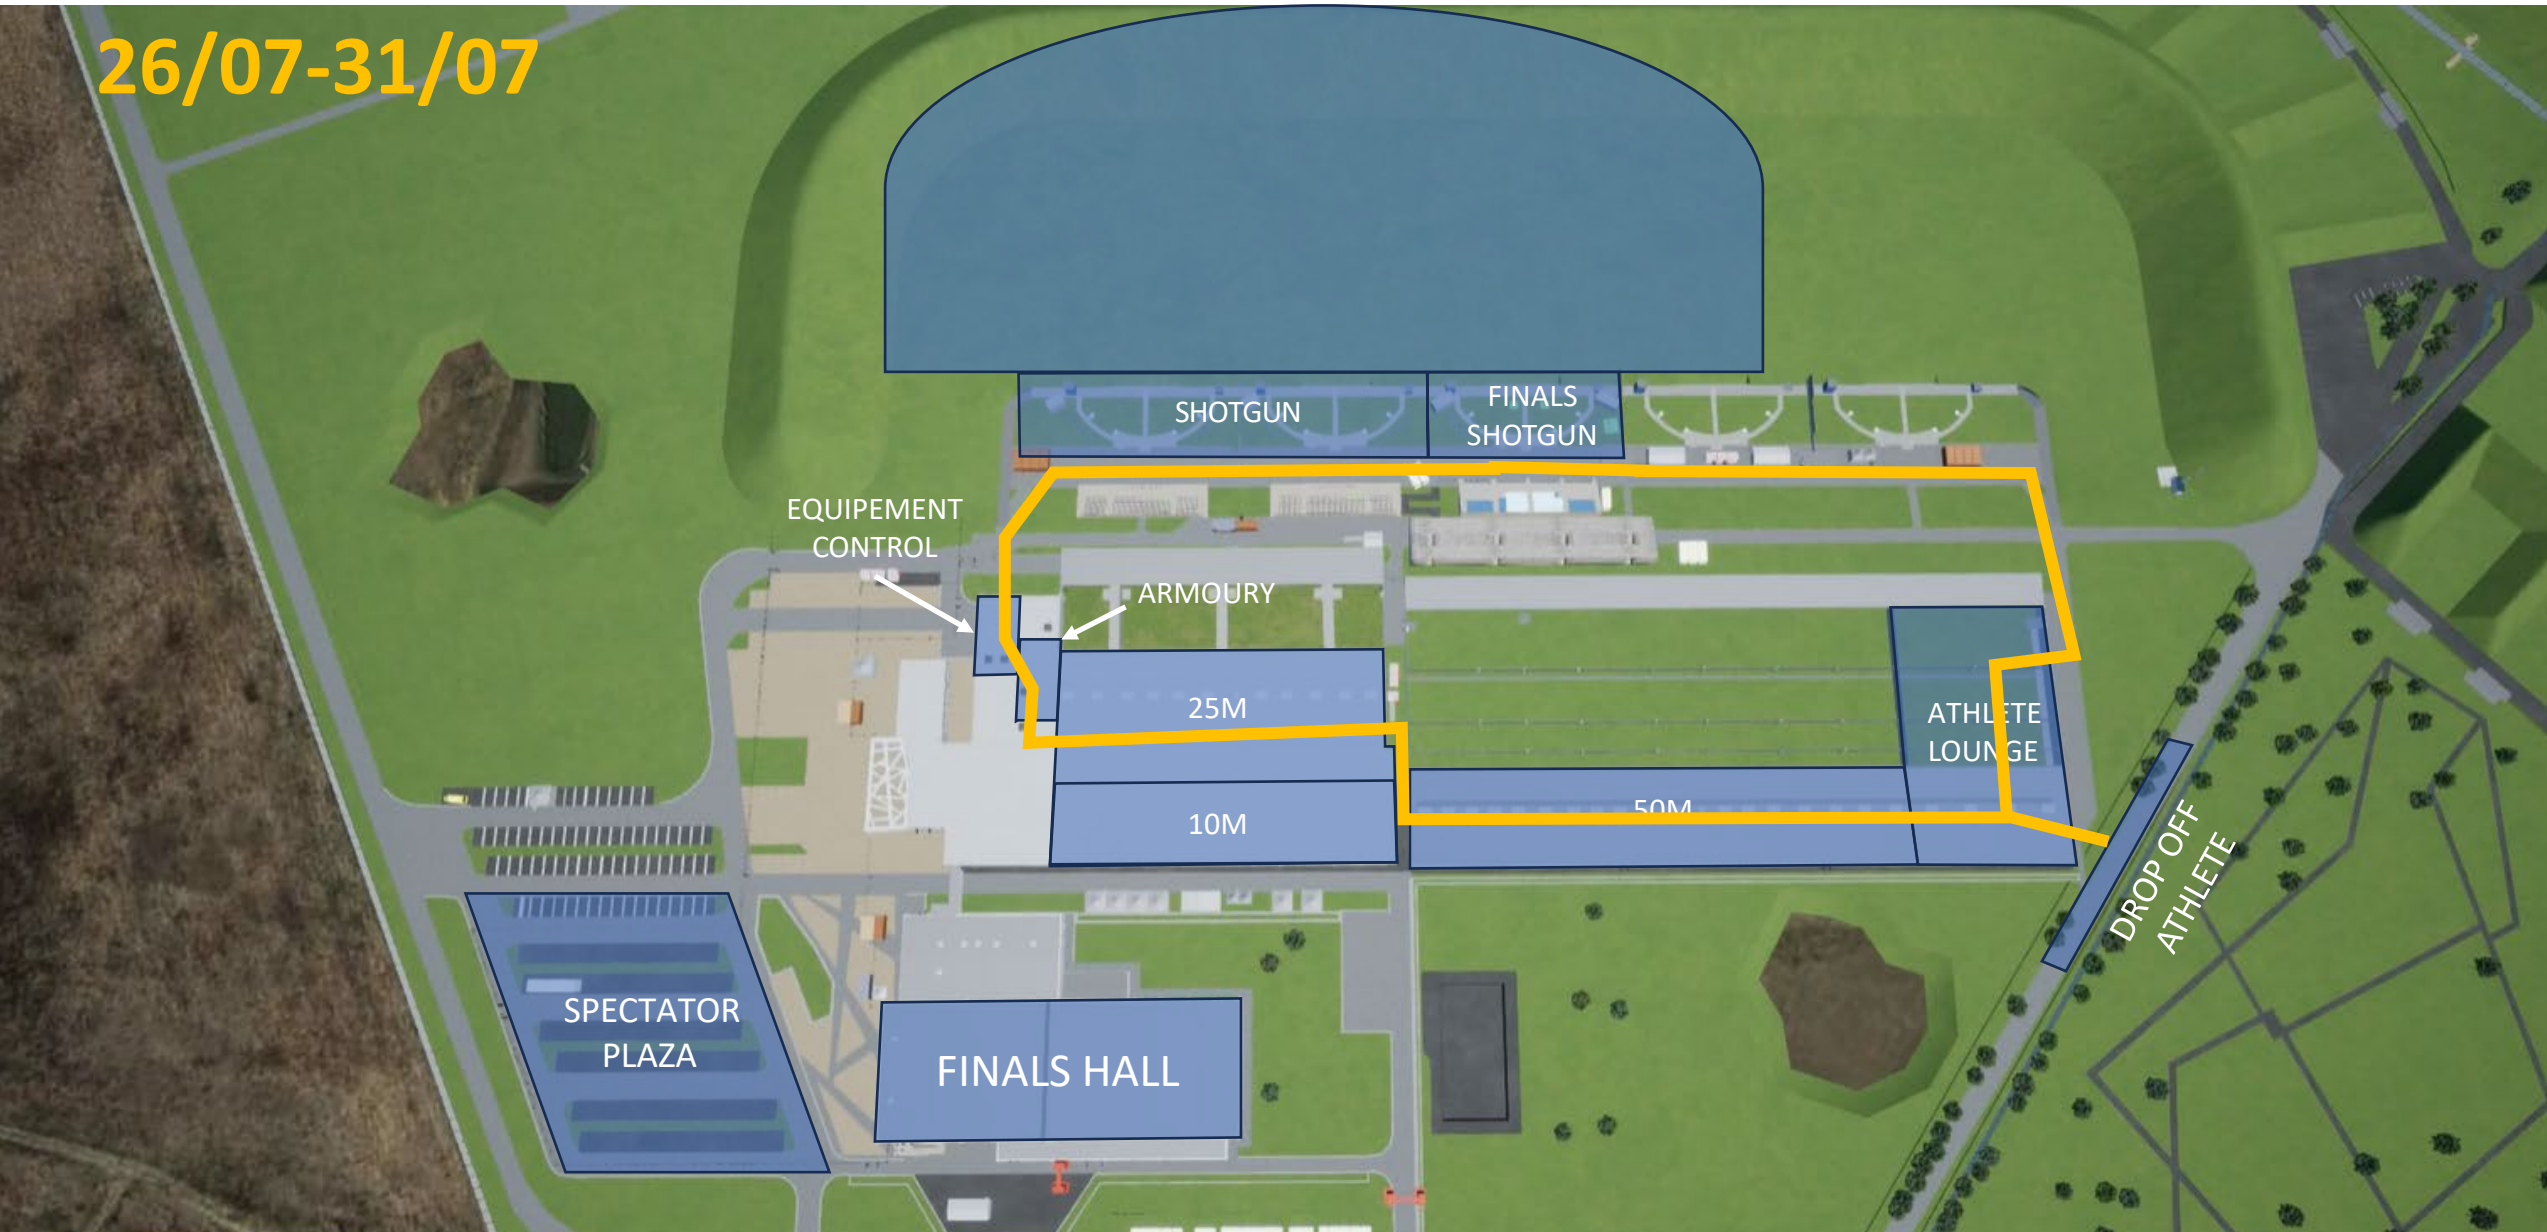 26/07-31/07
SHOTGUN
FINALS
SHOTGUN
EQUIPEMENT
CONTROL
ARMOURY
25M
ATHLETE
LOUNGE
50M
10M
DROP OFF
ATHLETE
SPECTATOR
PLAZA
FINALS HALL